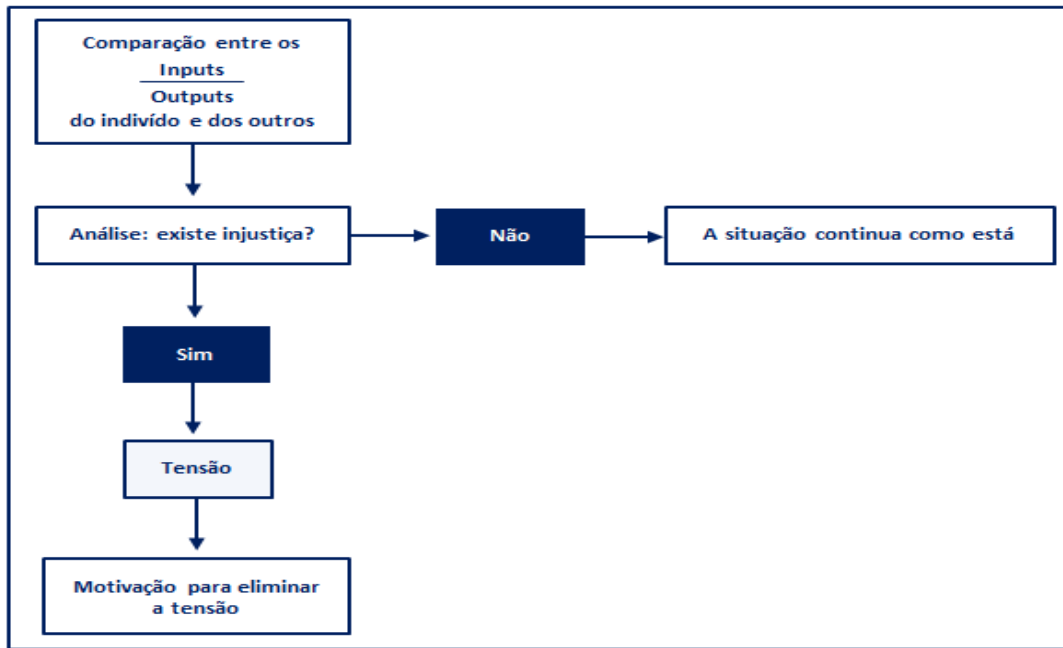 Comparação entre os
Inputs
Outputs
do indivído e dos outros
Análise: existe injustiça?
Não
A situação continua como está
Sim
Tensão
Motivação para eliminar
a tensão